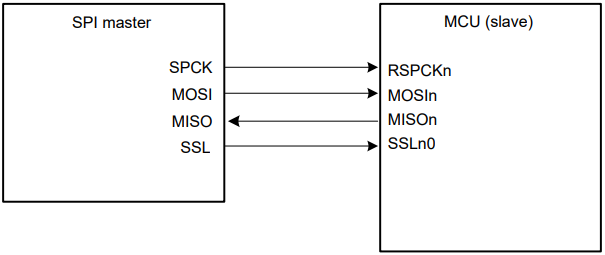 SPI master
SPCK
MOSI
MISO
SSL
MCU (slave)
RSPCKn
MOSIn
MISOn
SSLn0